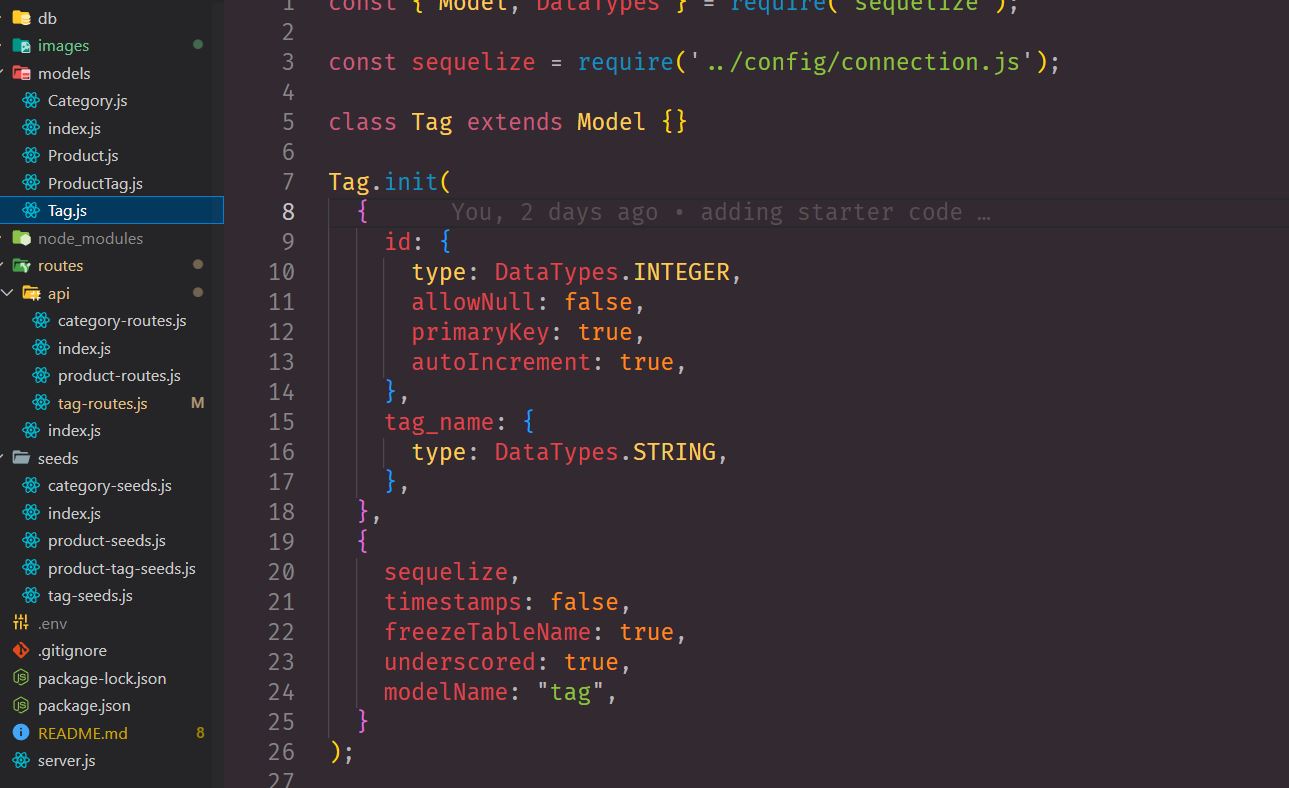 db
images
models
Category.js
index.js
Product.js
ProductTag.js
Tag.js
node_modules
routes
api
category-routes.js
index.js
product-routes.js
tag-routes.js M
index.js
seeds
category-seeds.js
index.js
product-seeds.js
product-tag-seeds.js
tag-seeds.js
.env
.gitignore
package-lock.json
package.json
README.md 8
server.js
1 const { Model, DataTypes } = require('sequelize');
2
3 const sequelize = require('../config/connection.js');
4
5 class Tag extends Model {}
6
7 Tag.init(
8 { You, 2 days ago • adding starter code …
9 id: {
10 type: DataTypes.INTEGER,
11 allowNull: false,
12 primaryKey: true,
13 autoIncrement: true,
14 },
15 tag_name: {
16 type: DataTypes.STRING,
17 },
18 },
19 {
20 sequelize,
21 timestamps: false,
22 freezeTableName: true,
23 underscored: true,
24 modelName: "tag",
25 }
26 );
27